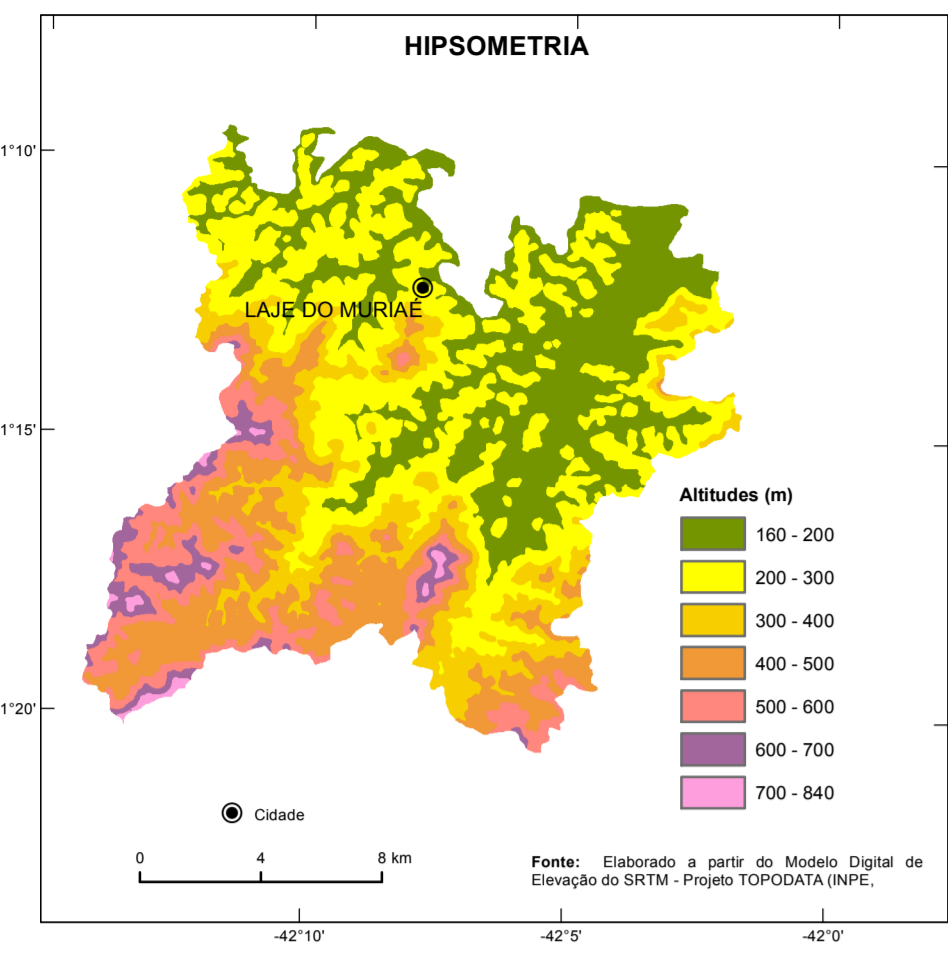 HIPSOMETRIA
1°10'
LAJE DO MURIAÉ
1°15'
Altitudes (m)
160 - 200
200 - 300
300 - 400
400 - 500
500 - 600
600 - 700
700 - 840
1°20'
Cidade
0 4 8 km
Fonte: Elaborado a partir do Modelo Digital de
Elevação do SRTM - Projeto TOPODATA (INPE,
-42°10' -42°5' -42°0'